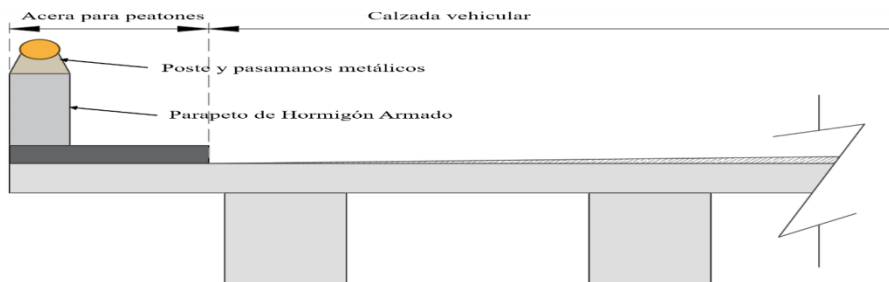 Acera para peatones
Calzada vehicular
Poste y pasamanos metálicos
Parapeto de Hormigón Armado